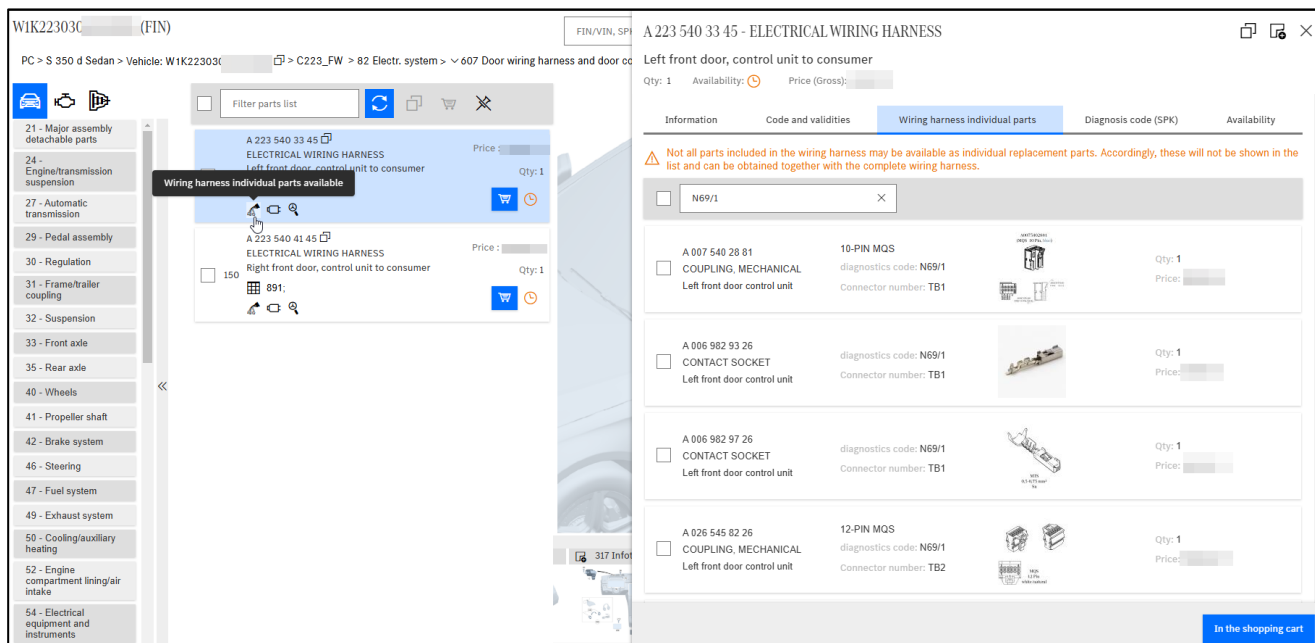 W1K223030 (FIN)
FIN/VIN, SP
PC > S 350 d Sedan > Vehicle: W1K22303 > C223_FW > 82 Electr. system > 607 Door wiring harness and door co
21 - Major assembly
detachable parts
24 -
Engine/transmission
suspension
27 - Automatic
transmission
29 - Pedal assembly
30 - Regulation
31 - Frame/trailer
coupling
32 - Suspension
33 - Front axle
35 - Rear axle
40 - Wheels
41 - Propeller shaft
42 - Brake system
46 - Steering
47 - Fuel system
49 - Exhaust system
50 - Cooling/auxiliary
heating
52 - Engine
compartment lining/air
intake
54 - Electrical
equipment and
instruments
Filter parts list
A 223 540 33 45
ELECTRICAL WIRING HARNESS
Left front door, control unit to consumer
Price :
Qty: 1
Wiring harness individual parts available
150
A 223 540 41 45
ELECTRICAL WIRING HARNESS
Right front door, control unit to consumer
891;
Price :
Qty: 1
317 Infot
A 223 540 33 45 - ELECTRICAL WIRING HARNESS
Left front door, control unit to consumer
Qty: 1 Availability: Price (Gross):
Information Code and validities Wiring harness individual parts Diagnosis code (SPK) Availability
Not all parts included in the wiring harness may be available as individual replacement parts. Accordingly, these will not be shown in the
list and can be obtained together with the complete wiring harness.
N69/1
A 007 540 28 81
COUPLING, MECHANICAL
Left front door control unit
10-PIN MQS
diagnostics code: N69/1
Connector number: TB1
Qty: 1
Price:
A 006 982 93 26
CONTACT SOCKET
Left front door control unit
diagnostics code: N69/1
Connector number: TB1
Qty: 1
Price:
A 006 982 97 26
CONTACT SOCKET
Left front door control unit
diagnostics code: N69/1
Connector number: TB1
Qty: 1
Price:
A 026 545 82 26
COUPLING, MECHANICAL
Left front door control unit
12-PIN MQS
diagnostics code: N69/1
Connector number: TB2
MQS
12 Pin
Qty: 1
Price:
In the shopping cart